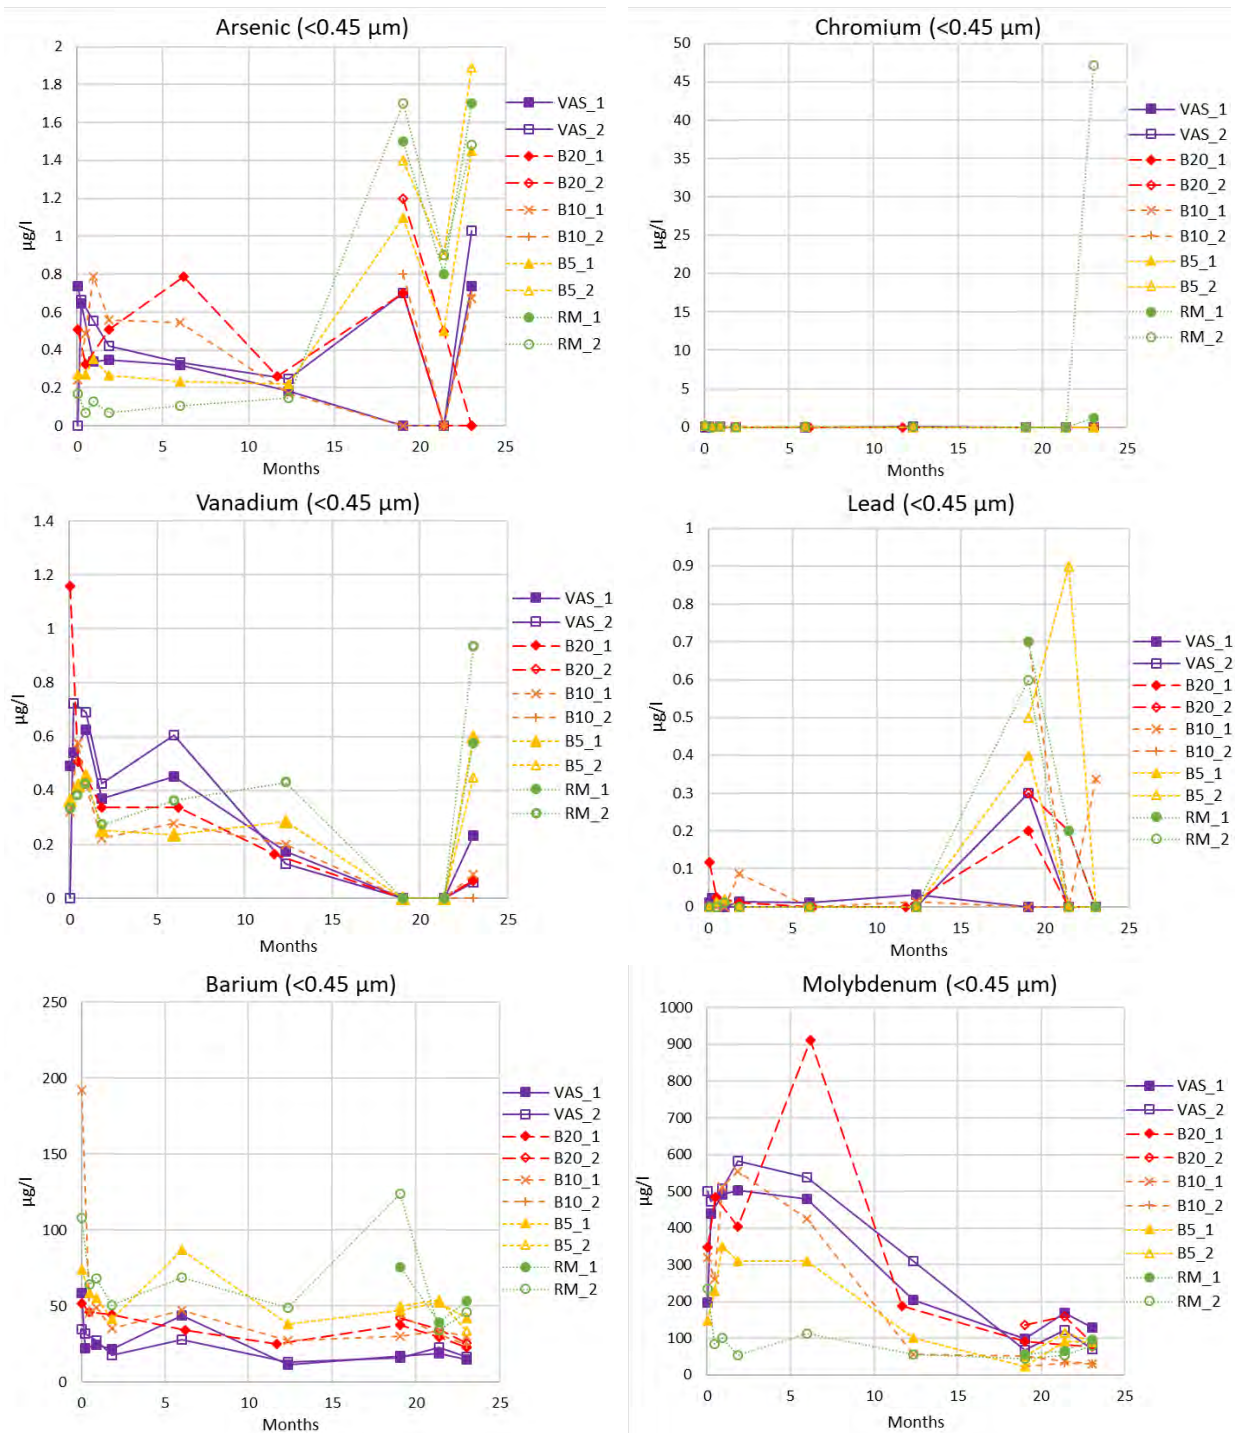 Arsenic (<0.45 µm)
2
1.8
1.6
1.4
1.2
1
0.8
0.6
0.4
0.2
0
µg/l
0 5 10 15 20 25
Months
VAS_1
VAS_2
B20_1
B20_2
B10_1
B10_2
B5_1
B5_2
RM_1
RM_2
Chromium (<0.45 µm)
50
45
40
35
30
25
20
15
10
5
0
µg/l
0 5 10 15 20 25
Months
VAS_1
VAS_2
B20_1
B20_2
B10_1
B10_2
B5_1
B5_2
RM_1
RM_2
Vanadium (<0.45 µm)
1.4
1.2
1
0.8
0.6
0.4
0.2
0
µg/l
0 5 10 15 20 25
Months
VAS_1
VAS_2
B20_1
B20_2
B10_1
B10_2
B5_1
B5_2
RM_1
RM_2
Lead (<0.45 µm)
1
0.9
0.8
0.7
0.6
0.5
0.4
0.3
0.2
0.1
0
µg/l
0 5 10 15 20 25
Months
VAS_1
VAS_2
B20_1
B20_2
B10_1
B10_2
B5_1
B5_2
RM_1
RM_2
Barium (<0.45 µm)
250
200
150
100
50
0
µg/l
0 5 10 15 20 25
Months
VAS_1
VAS_2
B20_1
B20_2
B10_1
B10_2
B5_1
B5_2
RM_1
RM_2
Molybdenum (<0.45 µm)
1000
900
800
700
600
500
400
300
200
100
0
µg/l
0 5 10 15 20 25
Months
VAS_1
VAS_2
B20_1
B20_2
B10_1
B10_2
B5_1
B5_2
RM_1
RM_2